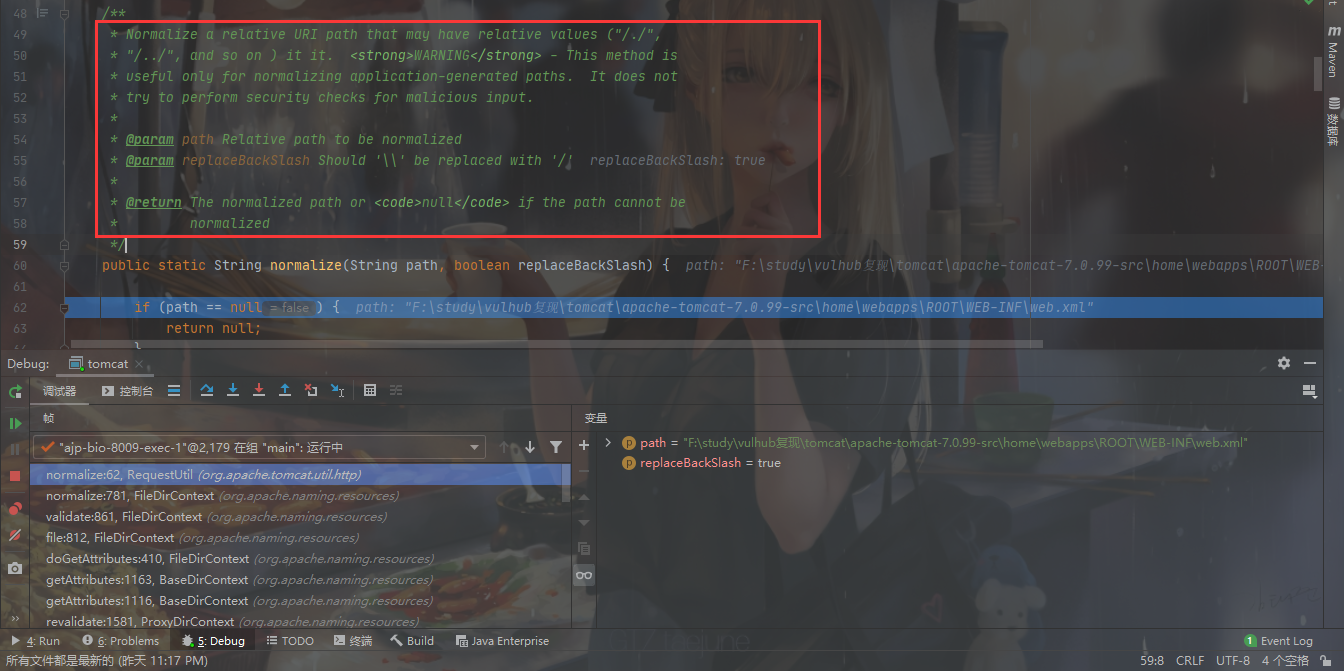 48 /**
49 * Normalize a relative URI path that may have relative values ("/./",
50 * "/../", and so on ) it it.  <strong>WARNING</strong> - This method is
51 * useful only for normalizing application-generated paths.  It does not
52 * try to perform security checks for malicious input.
53 *
54 * @param path Relative path to be normalized
55 * @param replaceBackSlash Should '\\' be replaced with '/'  replaceBackSlash: true
56 *
57 * @return The normalized path or <code>null</code> if the path cannot be
58 *         normalized
59 */
60 public static String normalize(String path, boolean replaceBackSlash) {  path: "F:\study\vulhub复现\tomcat\apache-tomcat-7.0.99-src\home\webapps\ROOT\WEB-
61
62 if (path == null = false ) {  path: "F:\study\vulhub复现\tomcat\apache-tomcat-7.0.99-src\home\webapps\ROOT\WEB-INF\web.xml"
63 return null;
}
Maven
数据库
Debug: tomcat
调试器 控制台
帧
变量
"ajp-bio-8009-exec-1"@2,179 在组 "main": 运行中
path = "F:\study\vulhub复现\tomcat\apache-tomcat-7.0.99-src\home\webapps\ROOT\WEB-INF\web.xml"
replaceBackSlash = true
normalize:62, RequestUtil (org.apache.tomcat.util.http)
normalize:781, FileDirContext (org.apache.naming.resources)
validate:861, FileDirContext (org.apache.naming.resources)
file:812, FileDirContext (org.apache.naming.resources)
doGetAttributes:410, FileDirContext (org.apache.naming.resources)
getAttributes:1163, BaseDirContext (org.apache.naming.resources)
getAttributes:1116, BaseDirContext (org.apache.naming.resources)
revalidate:1581, ProxyDirContext (org.apache.naming.resources)
4: Run 6: Problems 5: Debug TODO 终端 Build Java Enterprise 1 Event Log
所有文件都是最新的 (昨天 11:17 PM) 59:8 CRLF UTF-8 4 个空格